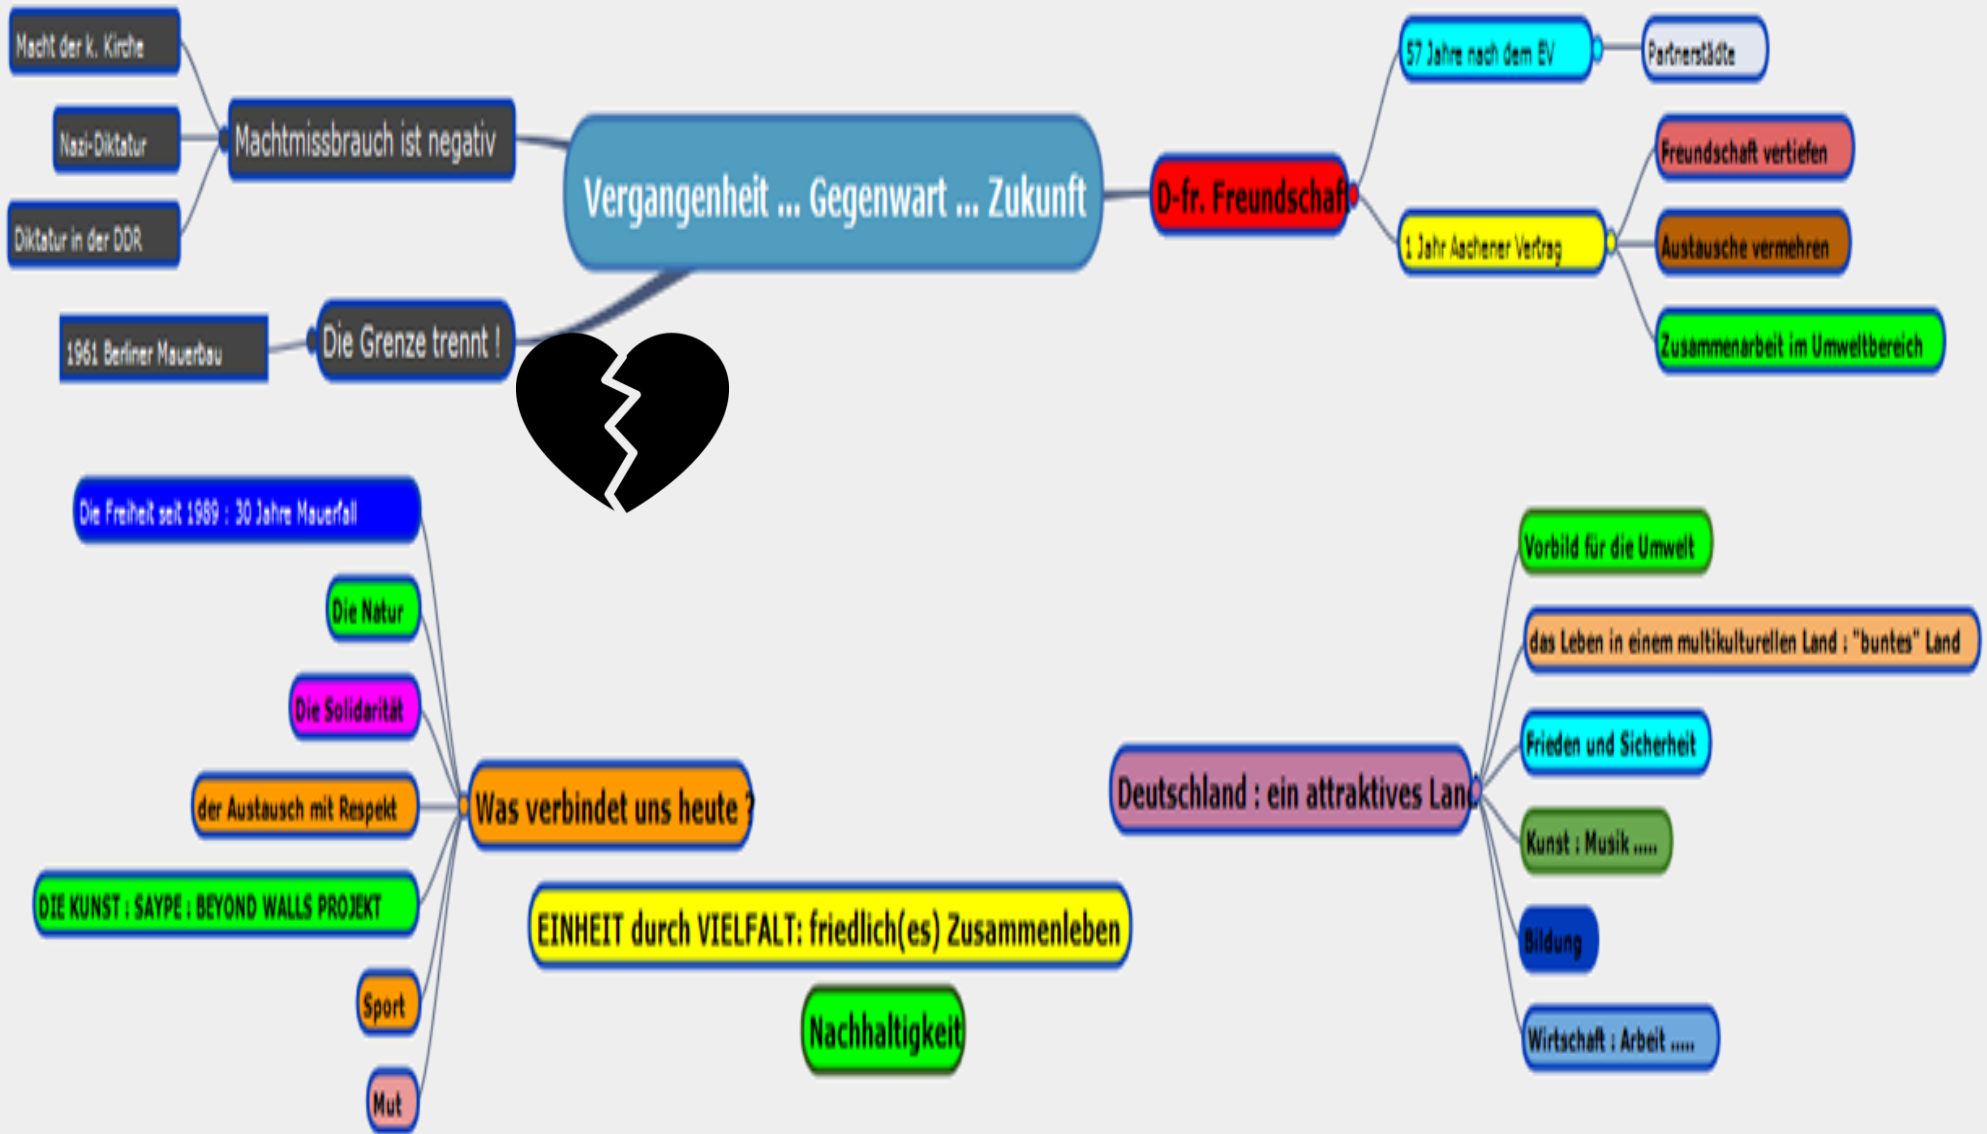 Macht der k. Kirche
Nazi-Diktatur
Diktatur in der DDR
Machtmissbrauch ist negativ
1961 Berliner Mauerbau
Die Grenze trennt !
Vergangenheit ... Gegenwart ... Zukunft
D-fr. Freundschaf
57 Jahre nach dem EV
Partnerstädte
1 Jahr Aachener Vertrag
Freundschaft vertiefen
Austausche vermehren
Zusammenarbeit im Umweltbereich
Die Freiheit seit 1989 : 30 Jahre Mauerfall
Die Natur
Die Solidarität
der Austausch mit Respekt
DIE KUNST : SAYPE : BEYOND WALLS PROJEKT
Sport
Mut
Was verbindet uns heute ?
EINHEIT durch VIELFALT: friedlich(es) Zusammenleben
Nachhaltigkeit
Deutschland : ein attraktives Land
Vorbild für die Umwelt
das Leben in einem multikulturellen Land : "buntes" Land
Frieden und Sicherheit
Kunst : Musik .....
Bildung
Wirtschaft : Arbeit .....